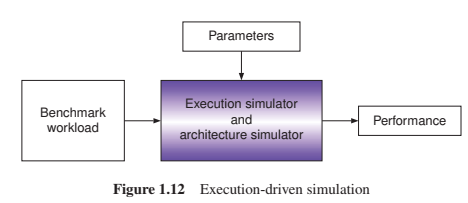 Parameters
Benchmark
workload
Execution simulator
and
architecture simulator
Performance
Figure 1.12 Execution-driven simulation